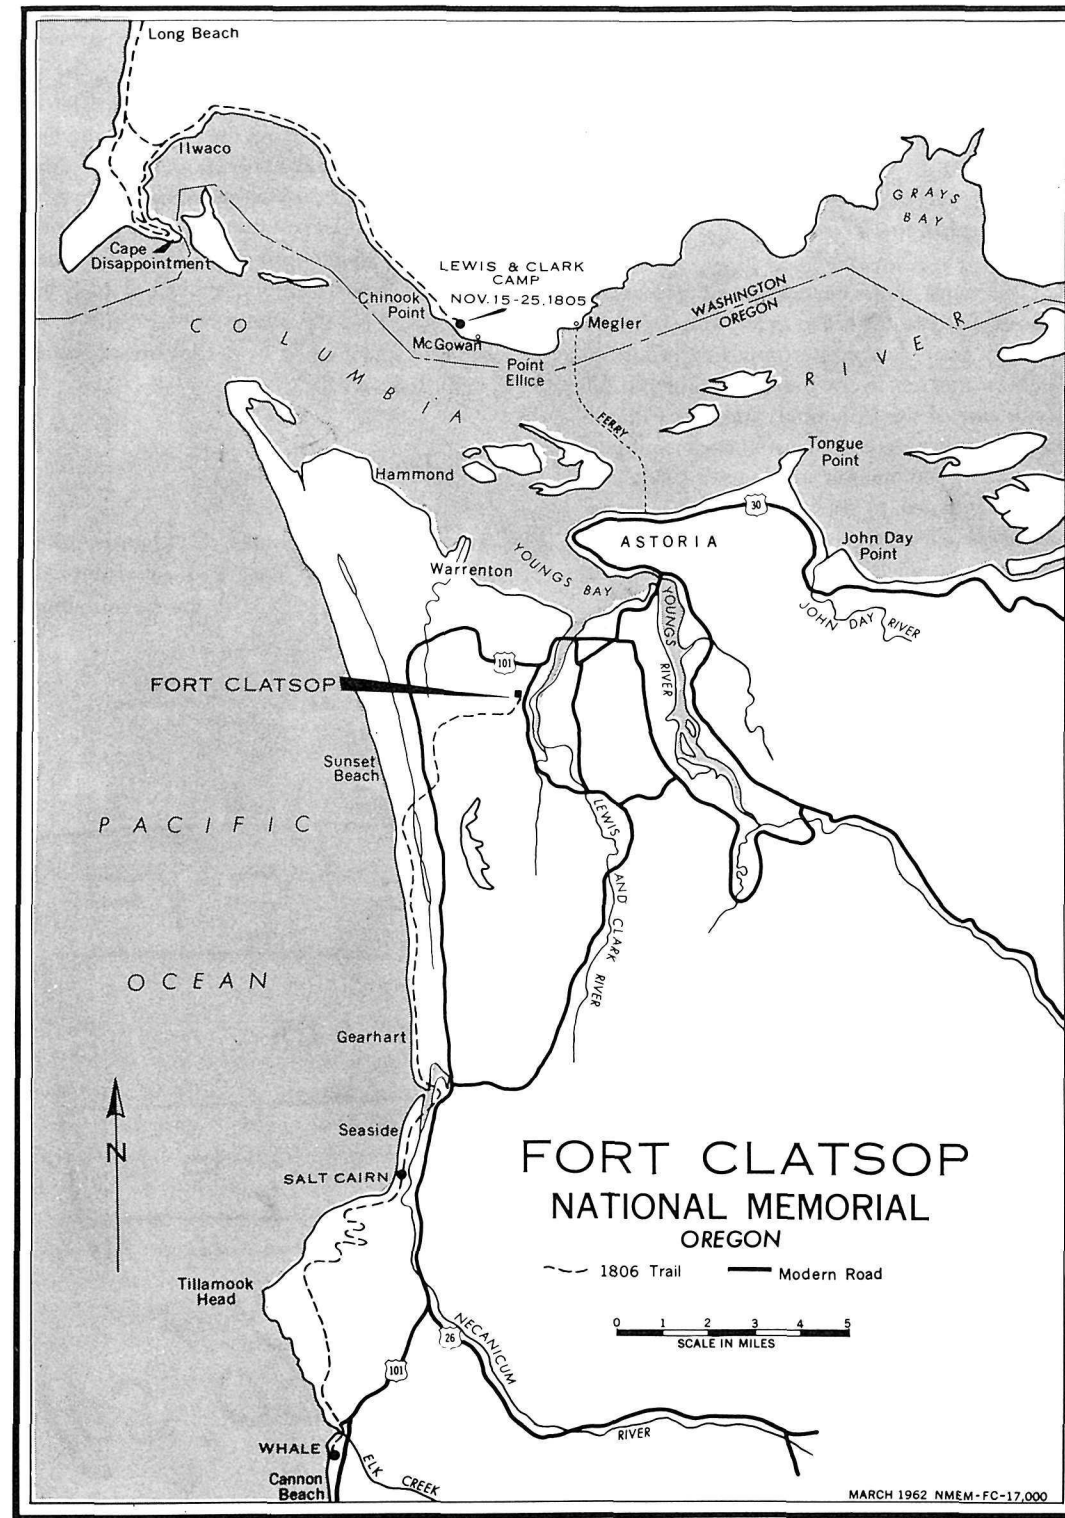 Long Beach
Ilwaco
GRAYS
BAY
Cape
Disappointment
LEWIS & CLARK
CAMP
NOV. 15-25, 1805
Chinook
Point
McGowan
Megler
WASHINGTON
OREGON
Point
Ellice
COLUMBIA
RIVER
FERRY
Tongue
Point
Hammond
30
ASTORIA
John Day
Point
YOUNGS BAY
Warrenton
JOHN DAY RIVER
YOUNGS
RIVER
101
FORT CLATSOP
Sunset
Beach
PACIFIC
LEWIS
AND CLARK
RIVER
OCEAN
Gearhart
N
Seaside
SALT CAIRN
FORT CLATSOP
NATIONAL MEMORIAL
OREGON
1806 Trail
Modern Road
Tillamook
Head
0 1 2 3 4 5
SCALE IN MILES
NECANICUM
26
101
RIVER
WHALE
ELK CREEK
Cannon
Beach
MARCH 1962 NMEM-FC-17,000